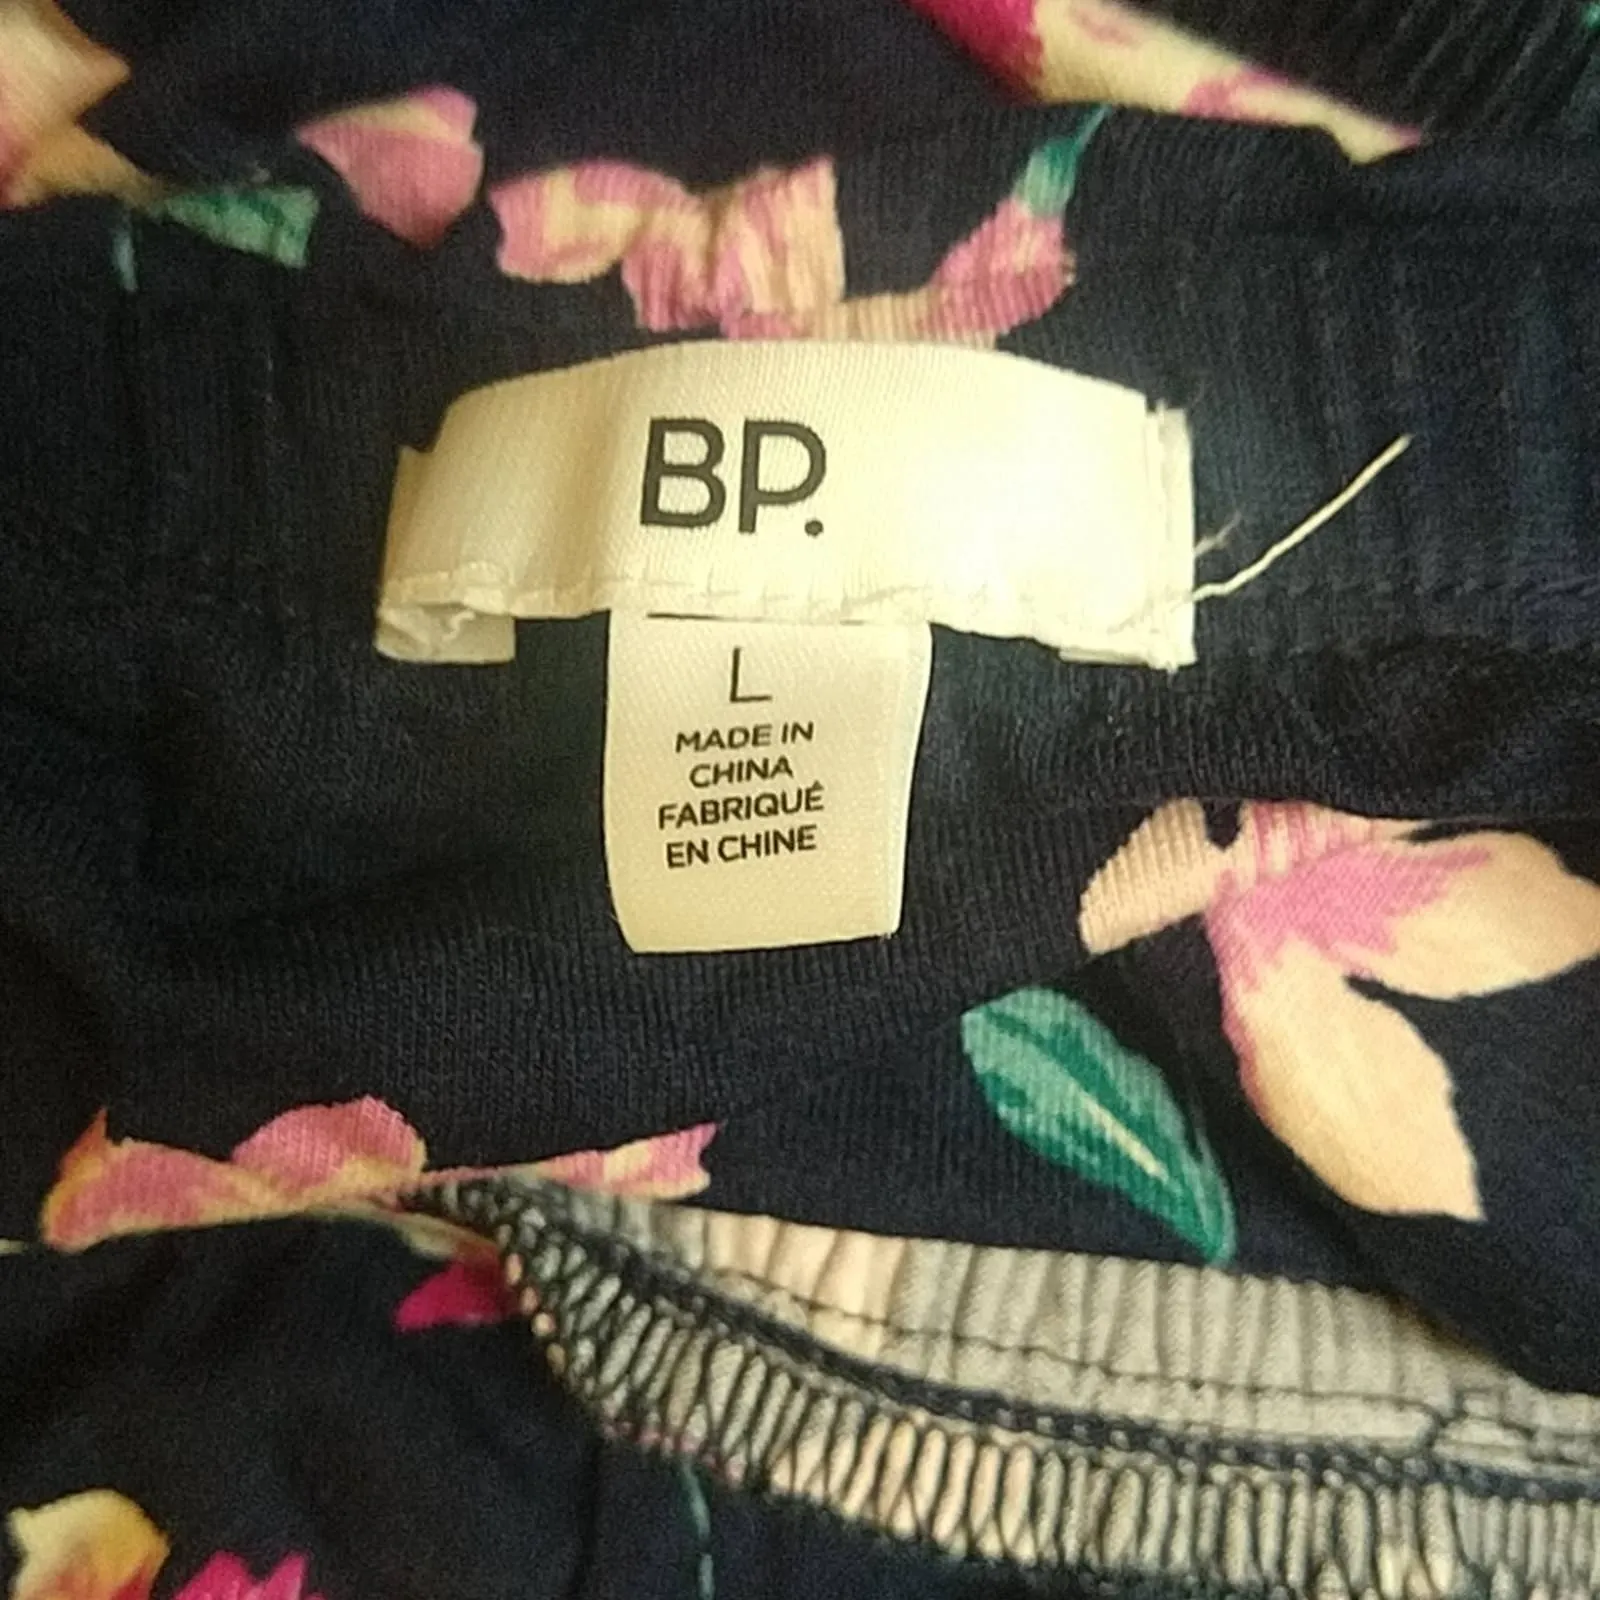 BP.
L
MADE IN
CHINA
FABRIQUÉ
EN CHINE